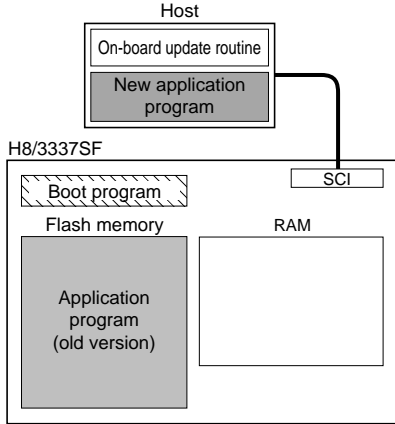 Host
On-board update routine
New application
program
H8/3337SF
SCI
Boot program
Flash memory
RAM
Application
program
(old version)